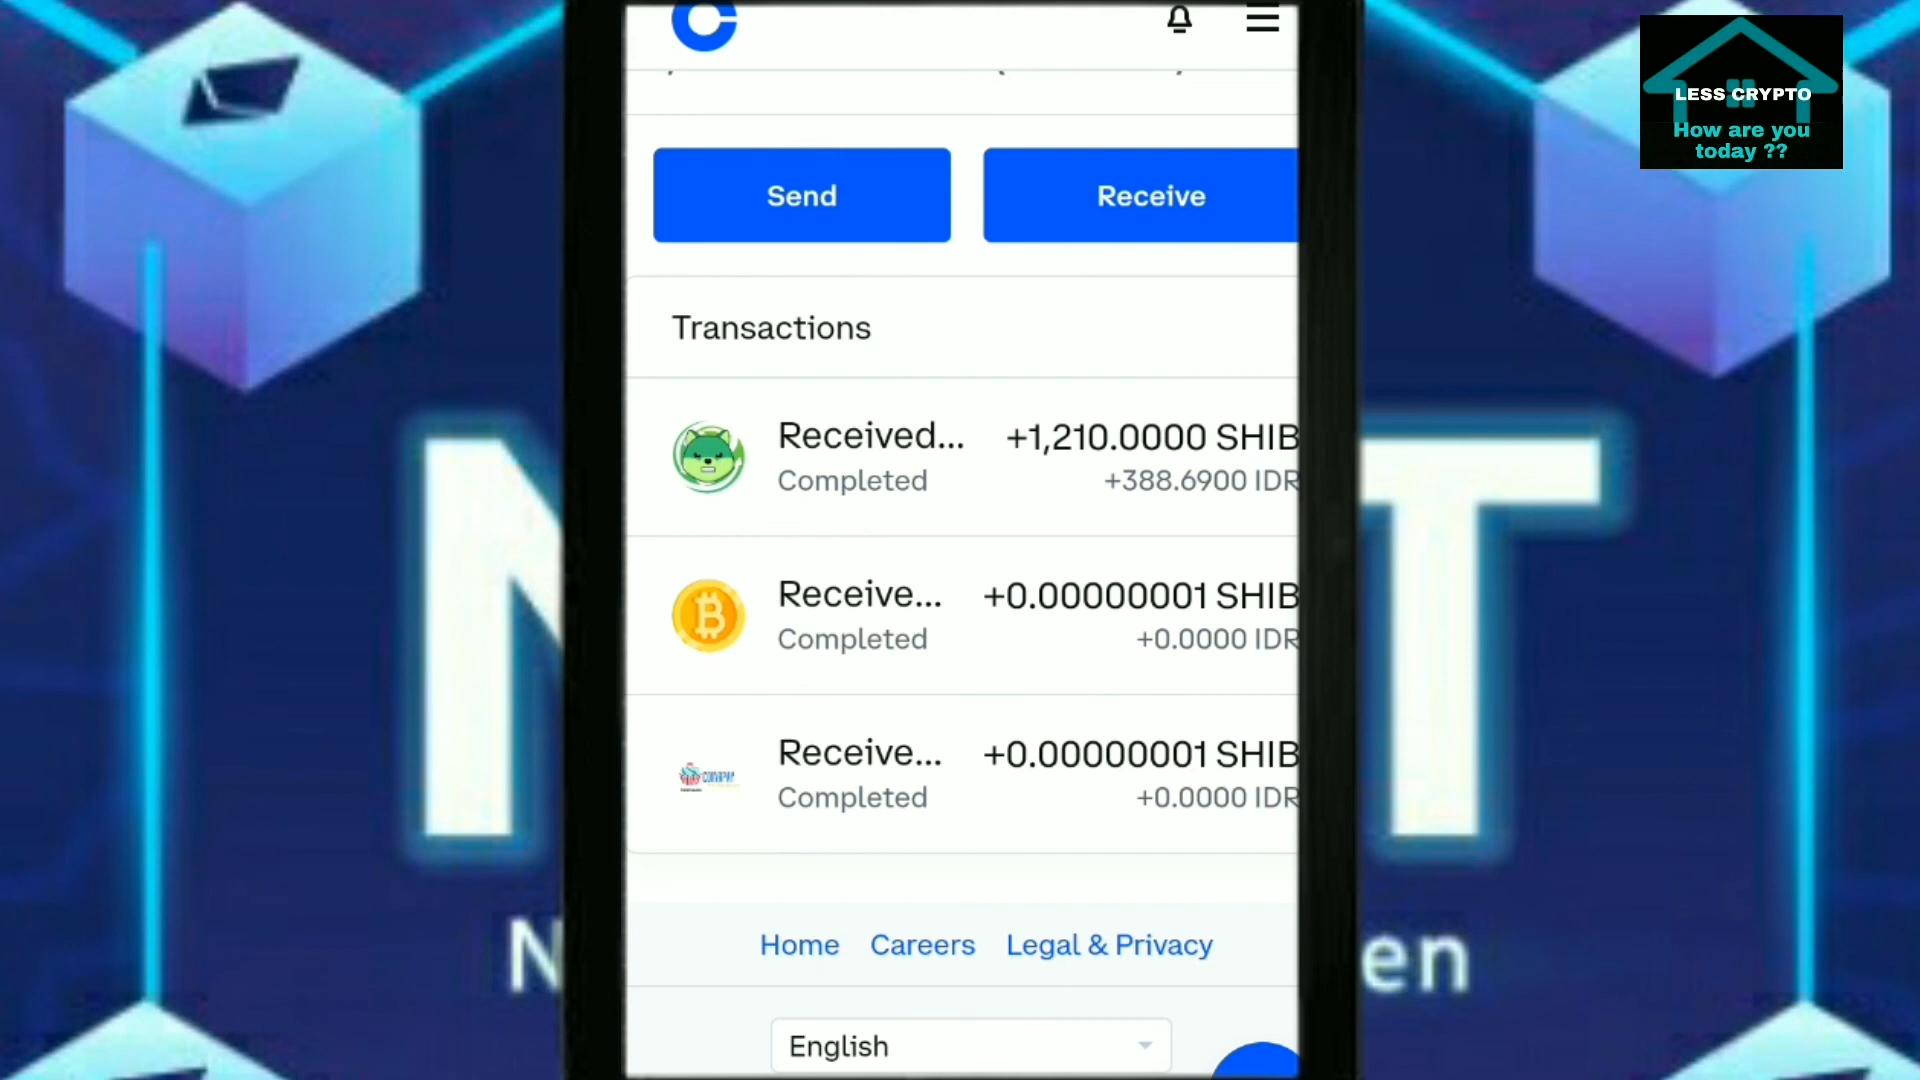 LESS CRYPTO
How are you
today ??
Send
Receive
Transactions
Received...
+1,210.0000 SHIB
Completed
+388.6900 IDR
Receive...
+0.00000001 SHIB
Completed
+0.0000 IDR
Receive...
+0.00000001 SHIB
Completed
+0.0000 IDR
Home
Careers
Legal & Privacy
English
N
T
N
en